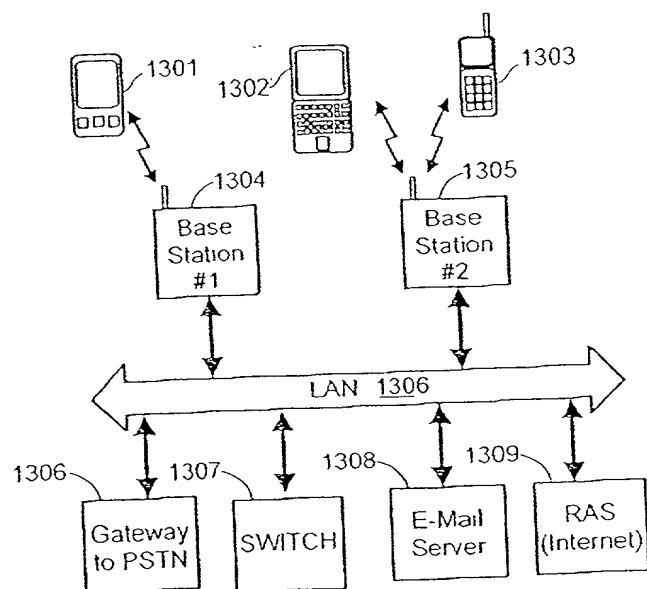 1301
1302
1303
1304
1305
Base
Station
#1
Base
Station
#2
LAN 1306
1306
1307
1308
1309
Gateway
to PSTN
SWITCH
E-Mail
Server
RAS
(Internet)